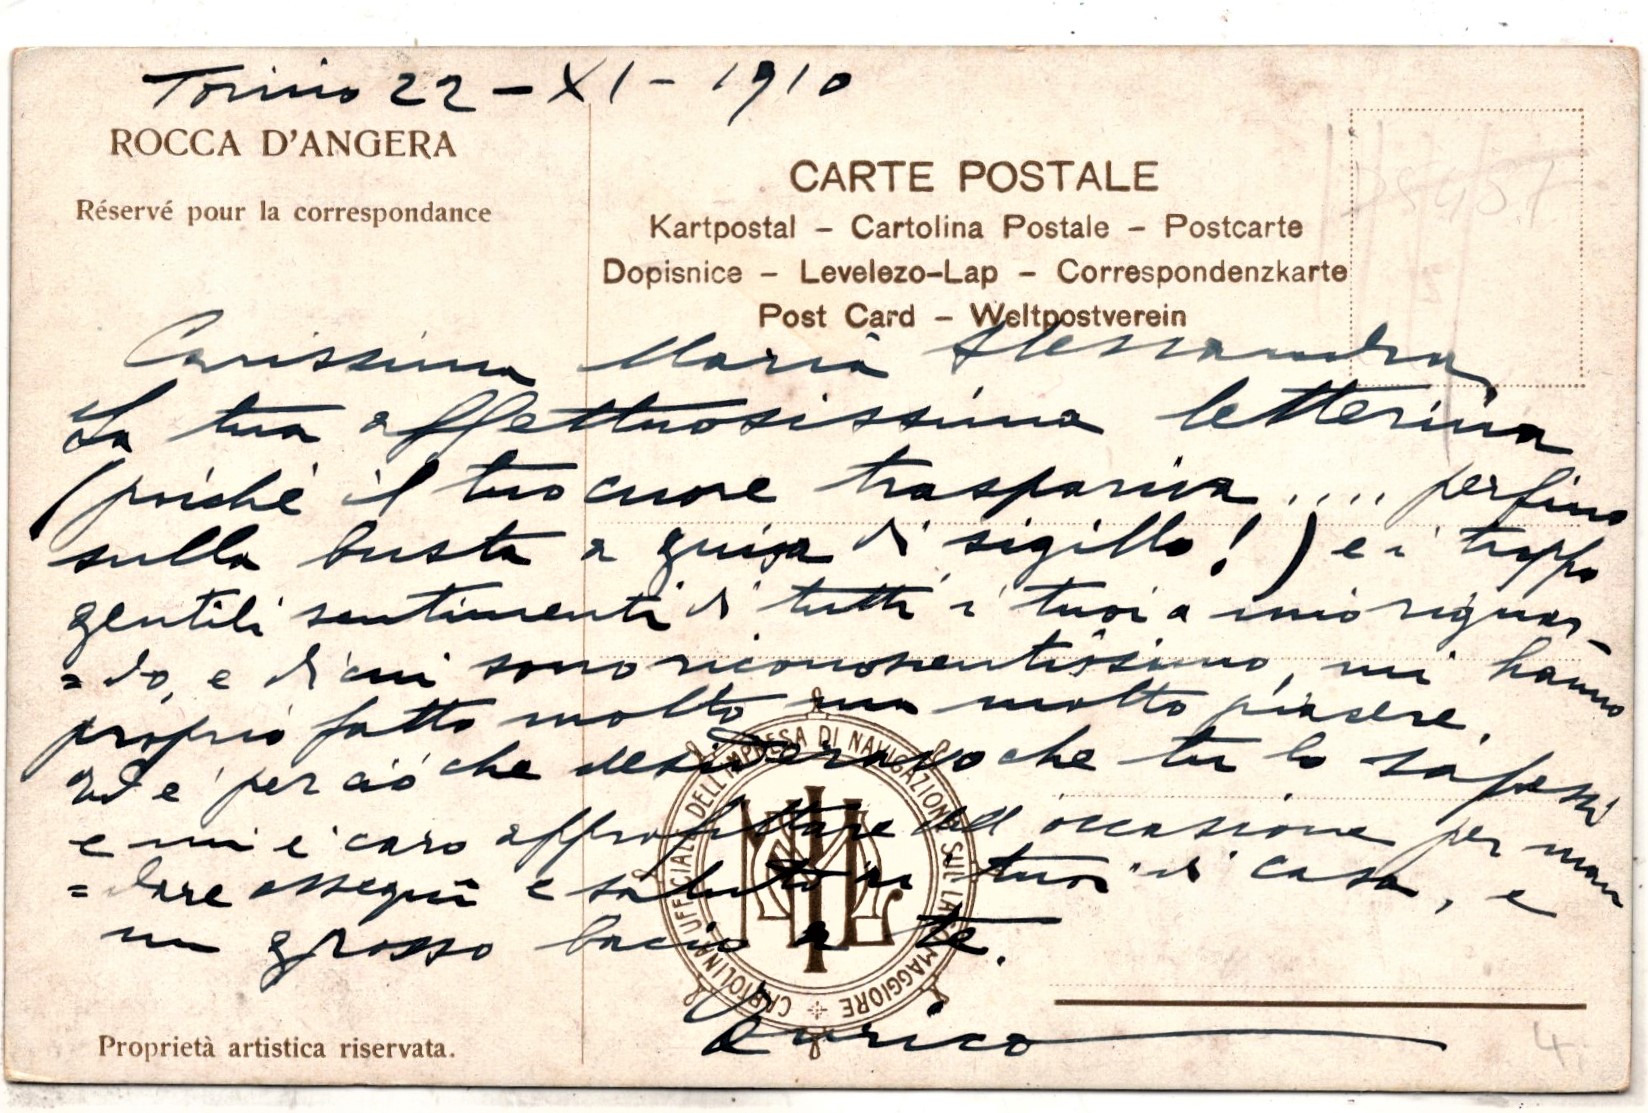 Torino 22 - XI - 1910
ROCCA D'ANGERA
Réservé pour la correspondance
CARTE POSTALE
Kartpostal – Cartolina Postale – Postcarte
Dopisnice – Levelezo-Lap – Correspondenzkarte
Post Card – Weltpostverein
Carissima Maria Alessandra,
La tua affettuosissima letterina
(poiché il tuo cuore traspariva .... perfino
sulla busta a guisa di sigillo!) e i troppo
gentili sentimenti di tutti i tuoi a mio riguar-
=do, e di cui sono riconoscentissimo, mi hanno
proprio fatto molto ma molto piacere.
Ed è perciò che desideravo che tu lo sapessi
e mi è caro approfittare dell'occasione per man
=dare ossequi e saluti ai tuoi di casa, e
un grosso bacio a te.
Enrico
CARTOLINA UFFICIALE DELL'IMPRESA DI NAVIGAZIONE SUL LAGO MAGGIORE
Proprietà artistica riservata.
4.